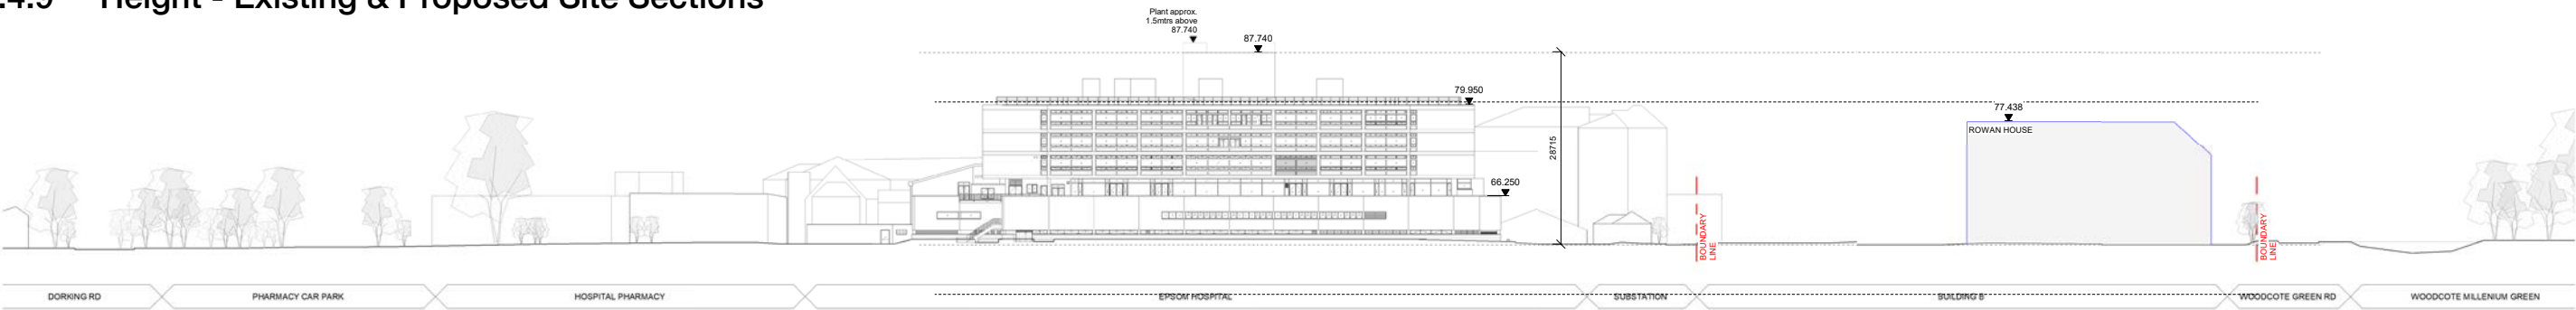 .4.9 Height - Existing & Proposed Site Sections
Plant approx.
1.5mtrs above
87.740
87.740
79.950
77.438
ROWAN HOUSE
28715
66.250
BOUNDARY
LINE
BOUNDARY
LINE
DORKING RD
PHARMACY CAR PARK
HOSPITAL PHARMACY
EPSOM HOSPITAL
SUBSTATION
BUILDING B
WOODCOTE GREEN RD
WOODCOTE MILLENIUM GREEN